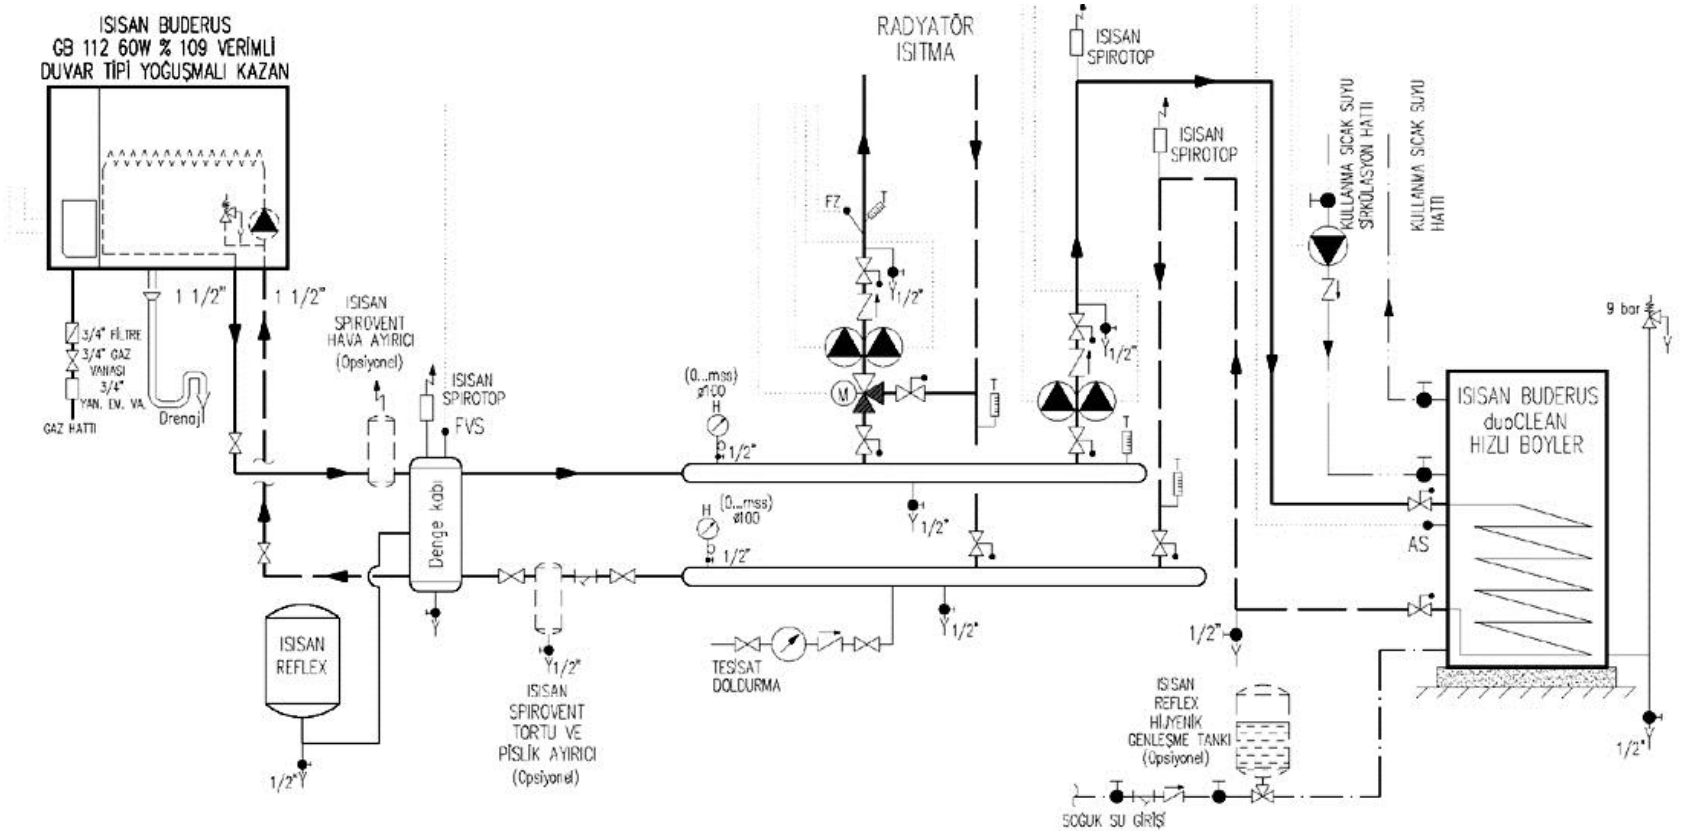 ISISAN BUDERUS
GB 112 60W % 109 VERİMLİ
DUVAR TİPİ YOĞUŞMALI KAZAN
1 1/2"
1 1/2"
3/4" FİLTRE
3/4" GAZ
VANASI
3/4"
YAN. EM. VA.
GAZ HATTI
Drenajl
ISISAN
SPIROVENT
HAVA AYIRICI
(Opsiyonel)
ISISAN
SPIROTOP
FVS
Denge kabı
ISISAN
REFLEX
1/2"
1/2"
ISISAN
SPIROVENT
TORTU VE
PİSLİK AYIRICI
(Opsiyonel)
(0...mss)
ø100
H
1/2"
H
(0...mss)
ø100
1/2"
TESİSAT
DOLDURMA
RADYATÖR
ISITMA
FZ
T
1/2"
M
T
1/2"
1/2"
ISISAN
SPIROTOP
ISISAN
SPIROTOP
1/2"
T
T
KULLANMA SICAK SUYU
SİRKÜLASYON HATTI
KULLANMA SICAK SUYU
HATTI
9 bar
ISISAN BUDERUS
duoCLEAN
HIZLI BOYLER
AS
1/2"
1/2"
ISISAN
REFLEX
HİJYENİK
GENLEŞME TANKI
(Opsiyonel)
SOĞUK SU GİRİŞİ